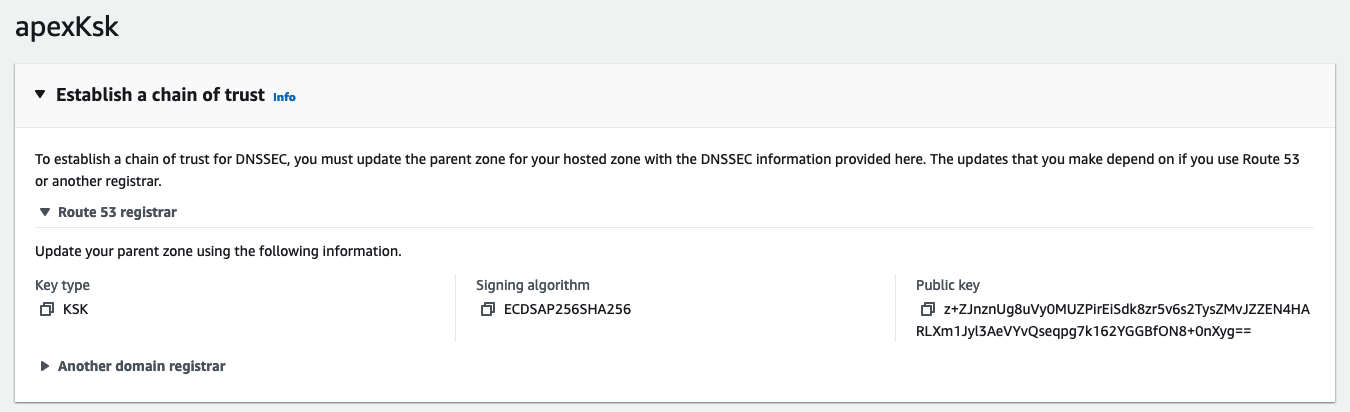 apexKsk
Establish a chain of trust Info
To establish a chain of trust for DNSSEC, you must update the parent zone for your hosted zone with the DNSSEC information provided here. The updates that you make depend on if you use Route 53
or another registrar.
Route 53 registrar
Update your parent zone using the following information.
Key type
KSK
Signing algorithm
ECDSAP256SHA256
Public key
z+ZJnznUg8uVy0MUZPirEiSdk8zr5v6s2TysZMvJZZEN4HA
RLXm1Jyl3AeVYvQseqpg7k162YGGBfON8+0nXyg==
Another domain registrar